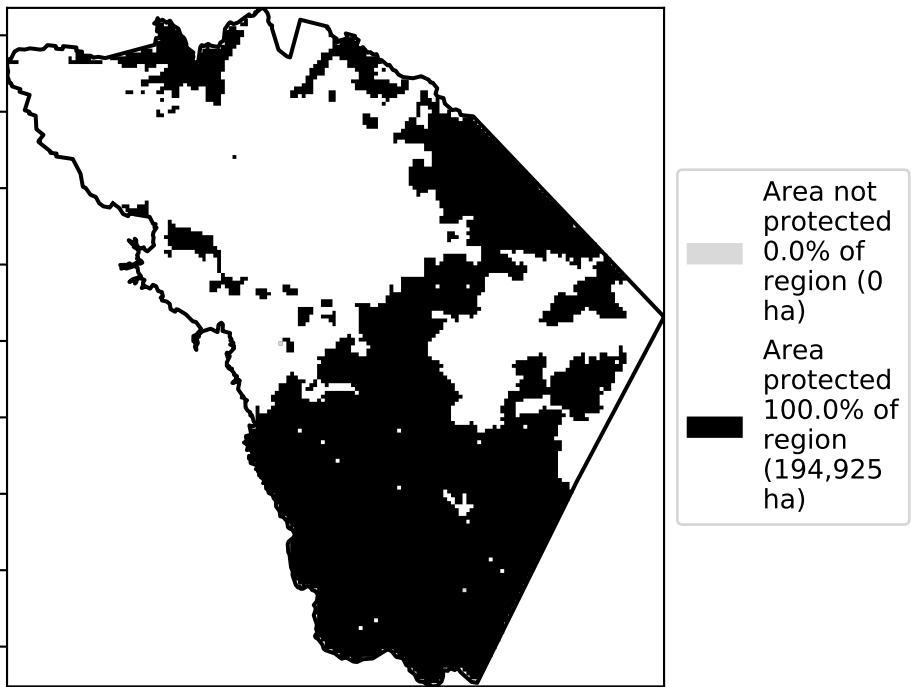 Area not
protected
0.0% of
region (0
ha)
Area
protected
100.0% of
region
(194,925
ha)